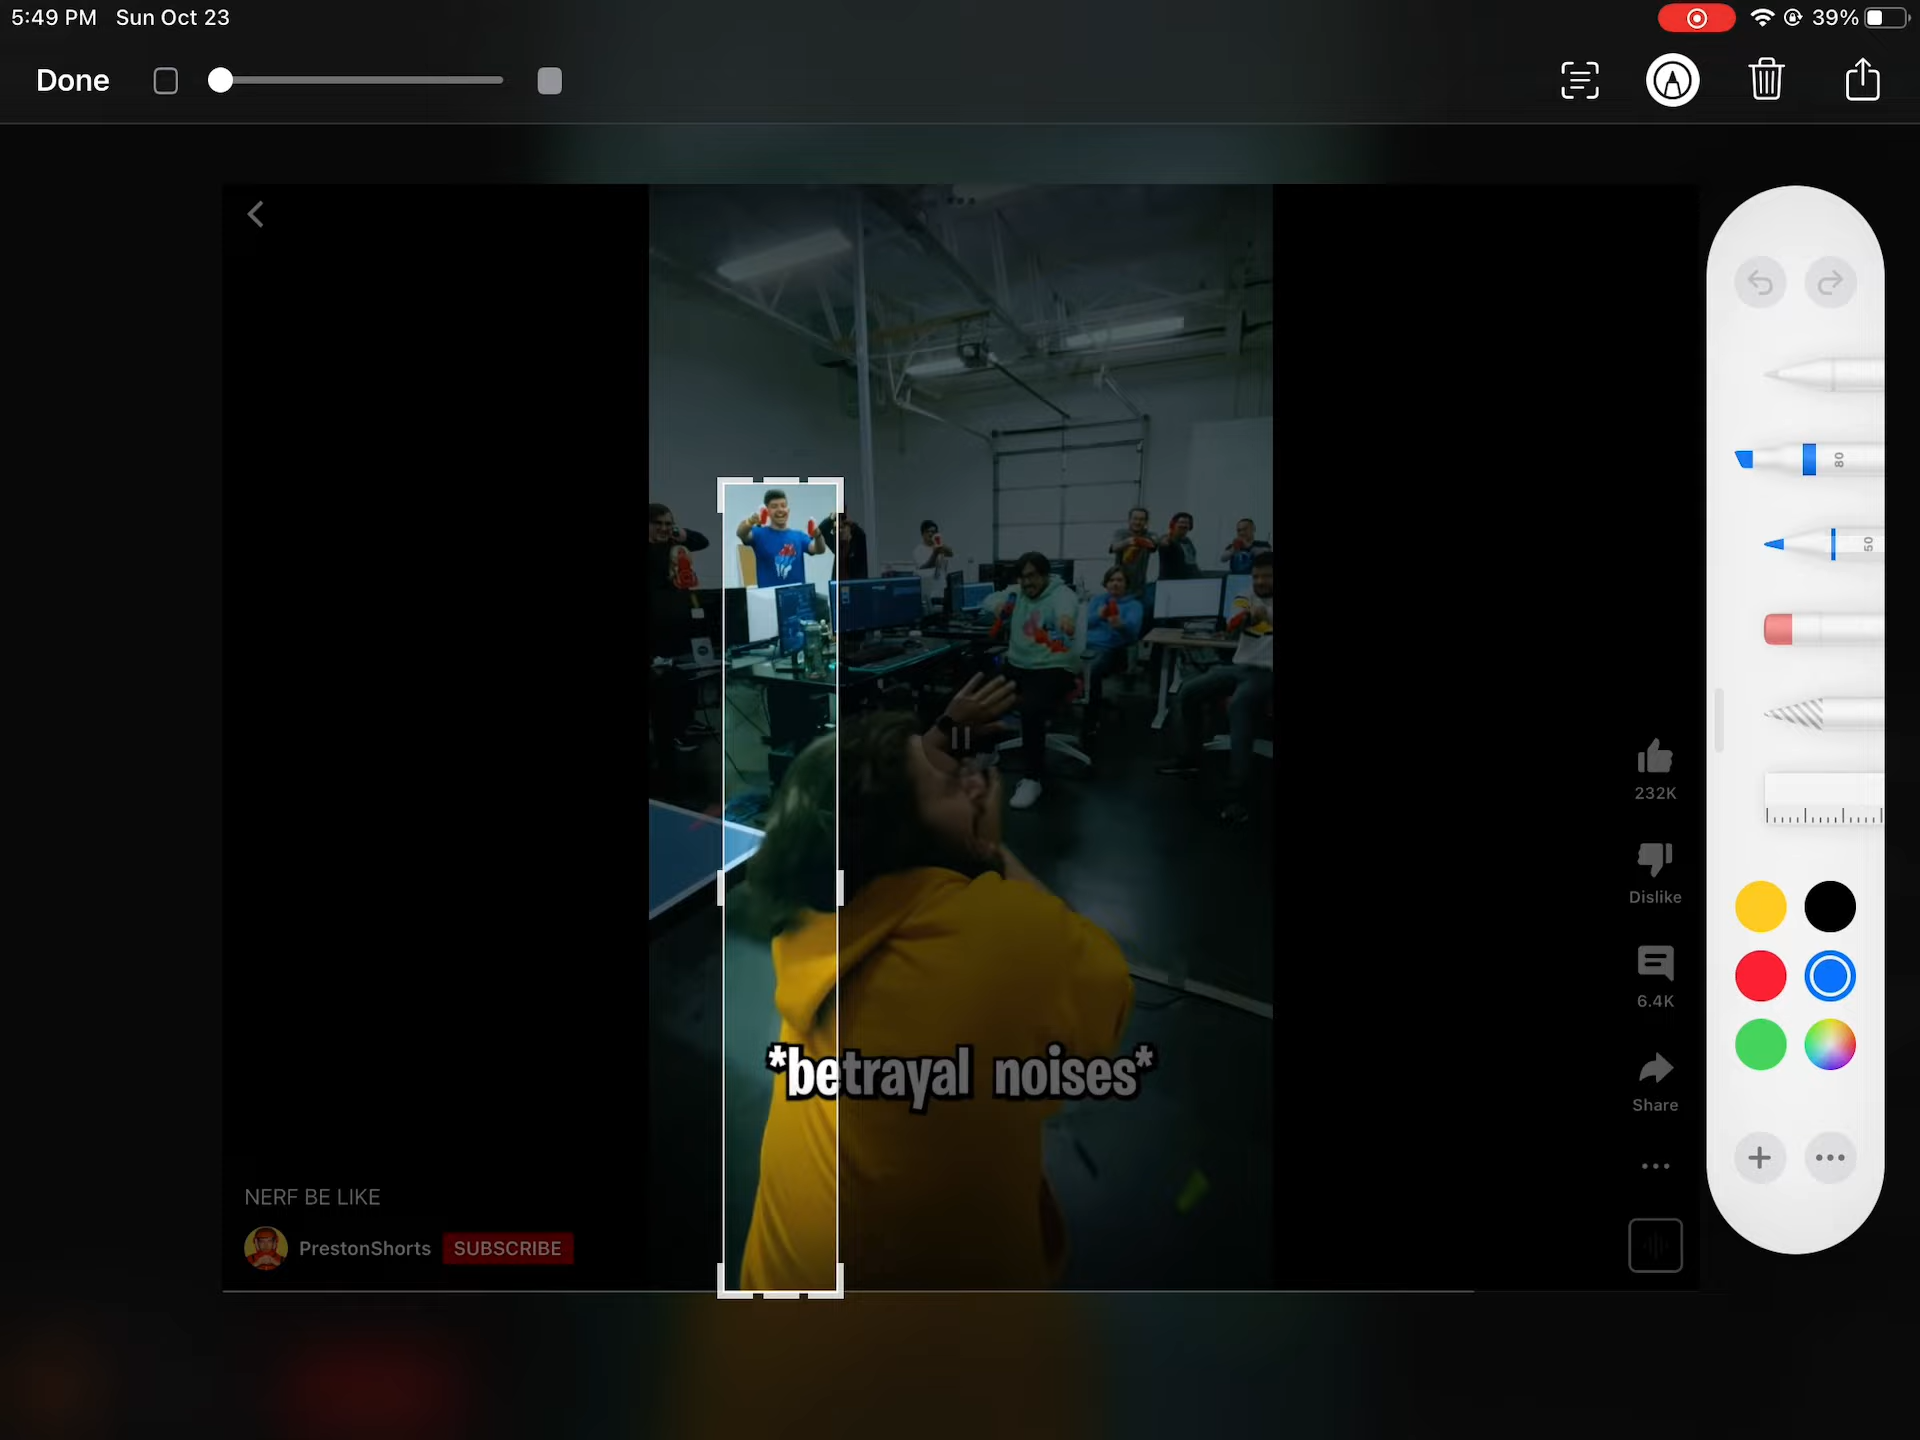 5:49 PM Sun Oct 23
39%
Done
80
50
232K
Dislike
6.4K
*betrayal noises*
Share
NERF BE LIKE
PrestonShorts SUBSCRIBE